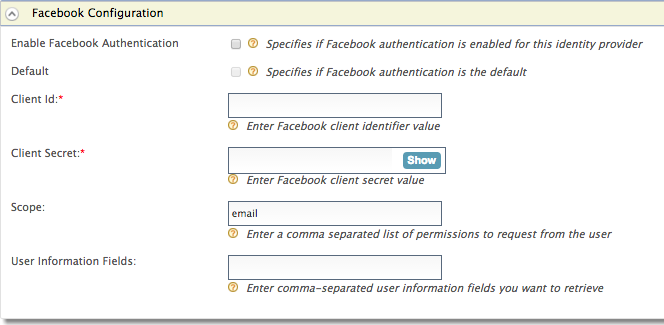 Facebook Configuration
Enable Facebook Authentication ? Specifies if Facebook authentication is enabled for this identity provider
Default ? Specifies if Facebook authentication is the default
Client Id:*
? Enter Facebook client identifier value
Client Secret:* Show
? Enter Facebook client secret value
Scope: email
? Enter a comma separated list of permissions to request from the user
User Information Fields:
? Enter comma-separated user information fields you want to retrieve